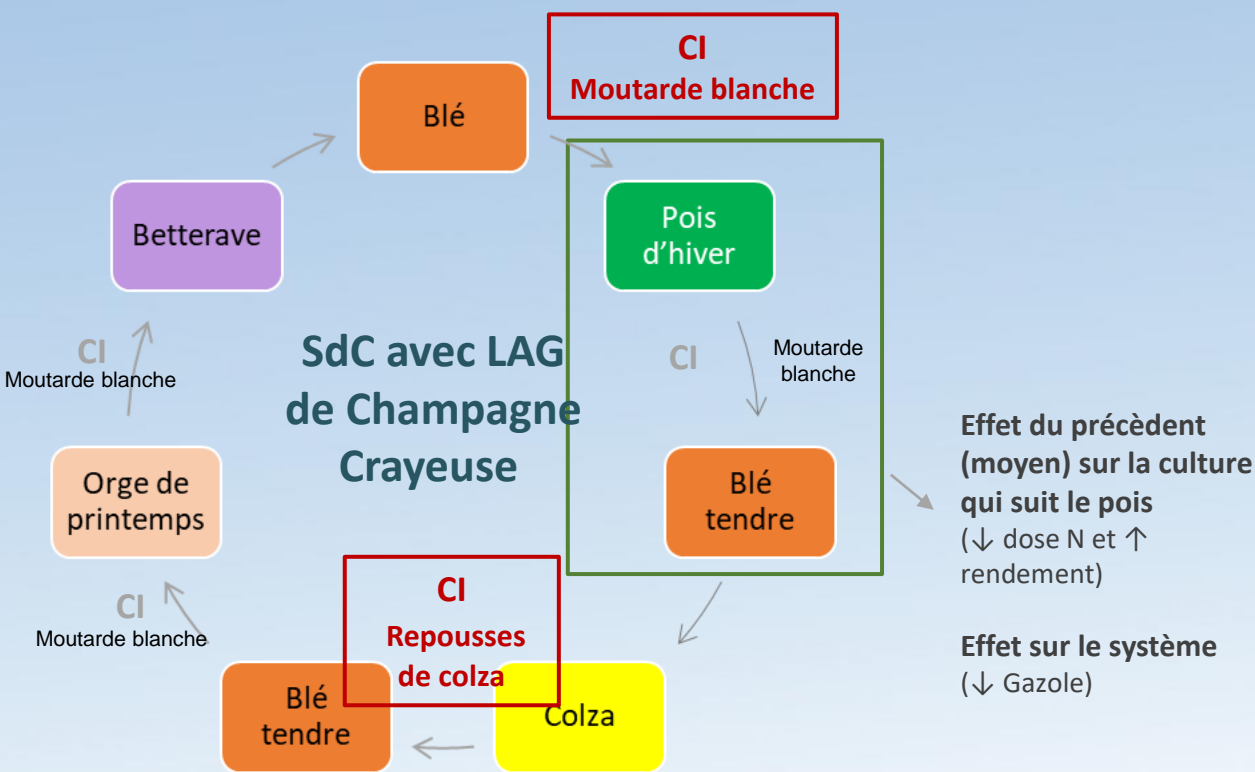 CI
Moutarde blanche
Blé
Pois
d'hiver
Betterave
SdC avec LAG
de Champagne
Crayeuse
CI
Moutarde
blanche
CI
Moutarde blanche
Effet du précèdent
(moyen) sur la culture
qui suit le pois
(↓ dose N et ↑
rendement)
Orge de
printemps
Blé
tendre
CI
Repousses
de colza
CI
Moutarde blanche
Effet sur le système
(↓ Gazole)
Blé
tendre
Colza